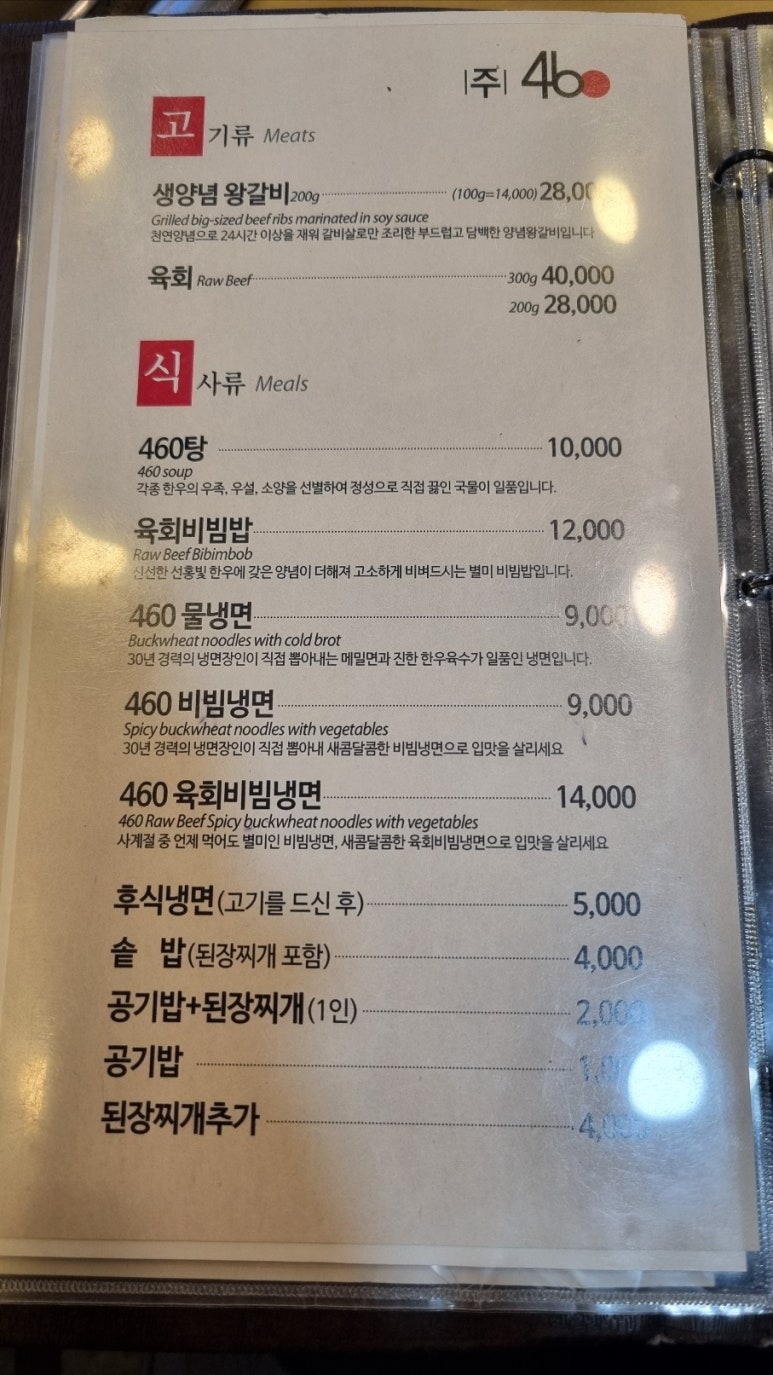 |주| 460
고기류 Meats
생양념 왕갈비 200g (100g=14,000) 28,00
Grilled big-sized beef ribs marinated in soy sauce
천연양념으로 24시간 이상을 재워 갈비살로만 조리한 부드럽고 담백한 양념왕갈비입니다
육회 Raw Beef 300g 40,000
200g 28,000
식사류 Meals
460탕 10,000
460 soup
각종 한우의 우족, 우설, 소양을 선별하여 정성으로 직접 끓인 국물이 일품입니다.
육회비빔밥 12,000
Raw Beef Bibimbob
신선한 선홍빛 한우에 갖은 양념이 더해져 고소하게 비벼드시는 별미 비빔밥입니다.
460 물냉면 9,000
Buckwheat noodles with cold brot
30년 경력의 냉면장인이 직접 뽑아내는 메밀면과 진한 한우육수가 일품인 냉면입니다.
460 비빔냉면 9,000
Spicy buckwheat noodles with vegetables
30년 경력의 냉면장인이 직접 뽑아내 새콤달콤한 비빔냉면으로 입맛을 살리세요
460 육회비빔냉면 14,000
460 Raw Beef Spicy buckwheat noodles with vegetables
사계절 중 언제 먹어도 별미인 비빔냉면, 새콤달콤한 육회비빔냉면으로 입맛을 살리세요
후식냉면(고기를 드신 후) 5,000
솥 밥(된장찌개 포함) 4,000
공기밥+된장찌개(1인) 2,000
공기밥
된장찌개추가 4,000